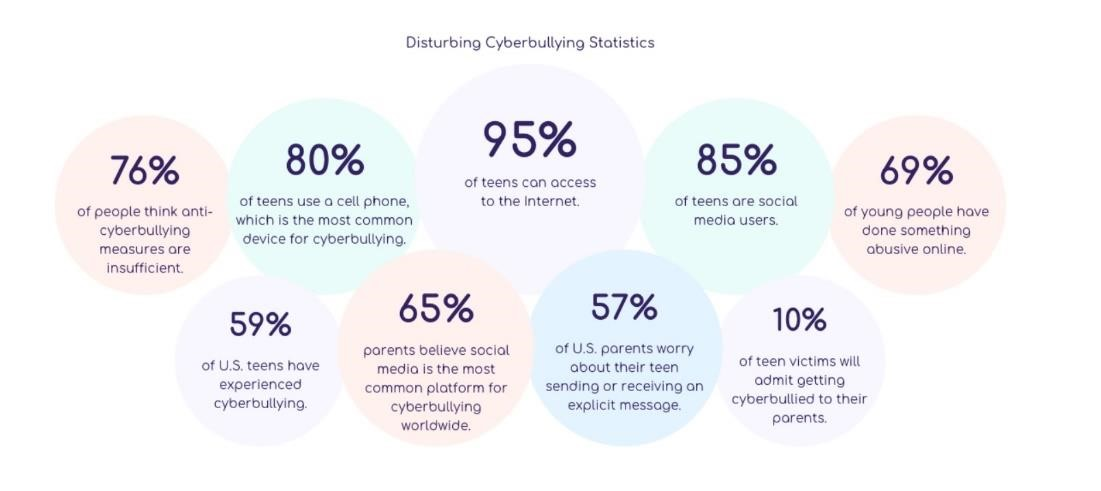 Disturbing Cyberbullying Statistics
76%
of people think anti-
cyberbullying
measures are
insufficient.
80%
of teens use a cell phone,
which is the most common
device for cyberbullying.
95%
of teens can access
to the Internet.
85%
of teens are social
media users.
69%
of young people have
done something
abusive online.
59%
of U.S. teens have
experienced
cyberbullying.
65%
parents believe social
media is the most
common platform for
cyberbullying
worldwide.
57%
of U.S. parents worry
about their teen
sending or receiving an
explicit message.
10%
of teen victims will
admit getting
cyberbullied to their
parents.